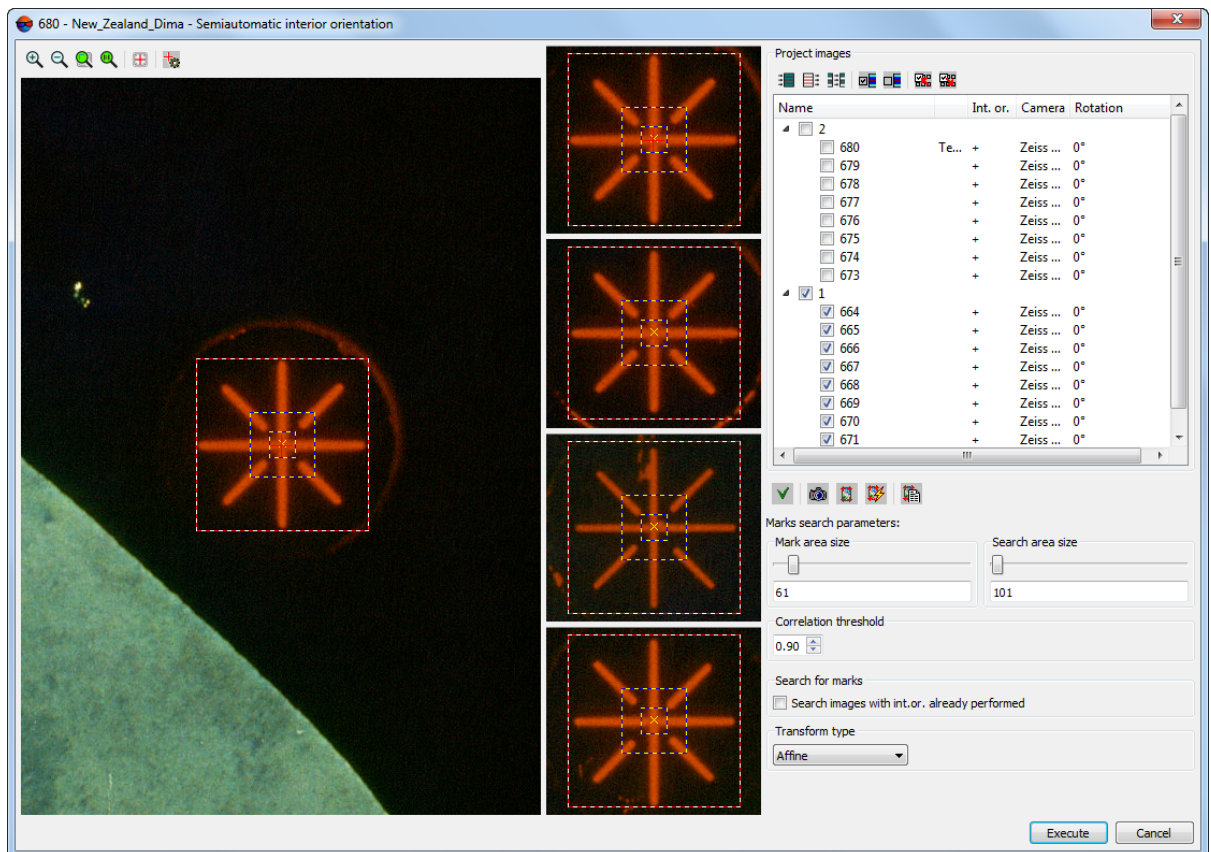 680 - New_Zealand_Dima - Semiautomatic interior orientation
Project images
Name Int. or. Camera Rotation
2
680 Te... + Zeiss ... 0°
679 + Zeiss ... 0°
678 + Zeiss ... 0°
677 + Zeiss ... 0°
676 + Zeiss ... 0°
675 + Zeiss ... 0°
674 + Zeiss ... 0°
673 + Zeiss ... 0°
1
664 + Zeiss ... 0°
665 + Zeiss ... 0°
666 + Zeiss ... 0°
667 + Zeiss ... 0°
668 + Zeiss ... 0°
669 + Zeiss ... 0°
670 + Zeiss ... 0°
671 + Zeiss ... 0°
Marks search parameters:
Mark area size Search area size
61 101
Correlation threshold
0.90
Search for marks
Search images with int.or. already performed
Transform type
Affine
Execute Cancel